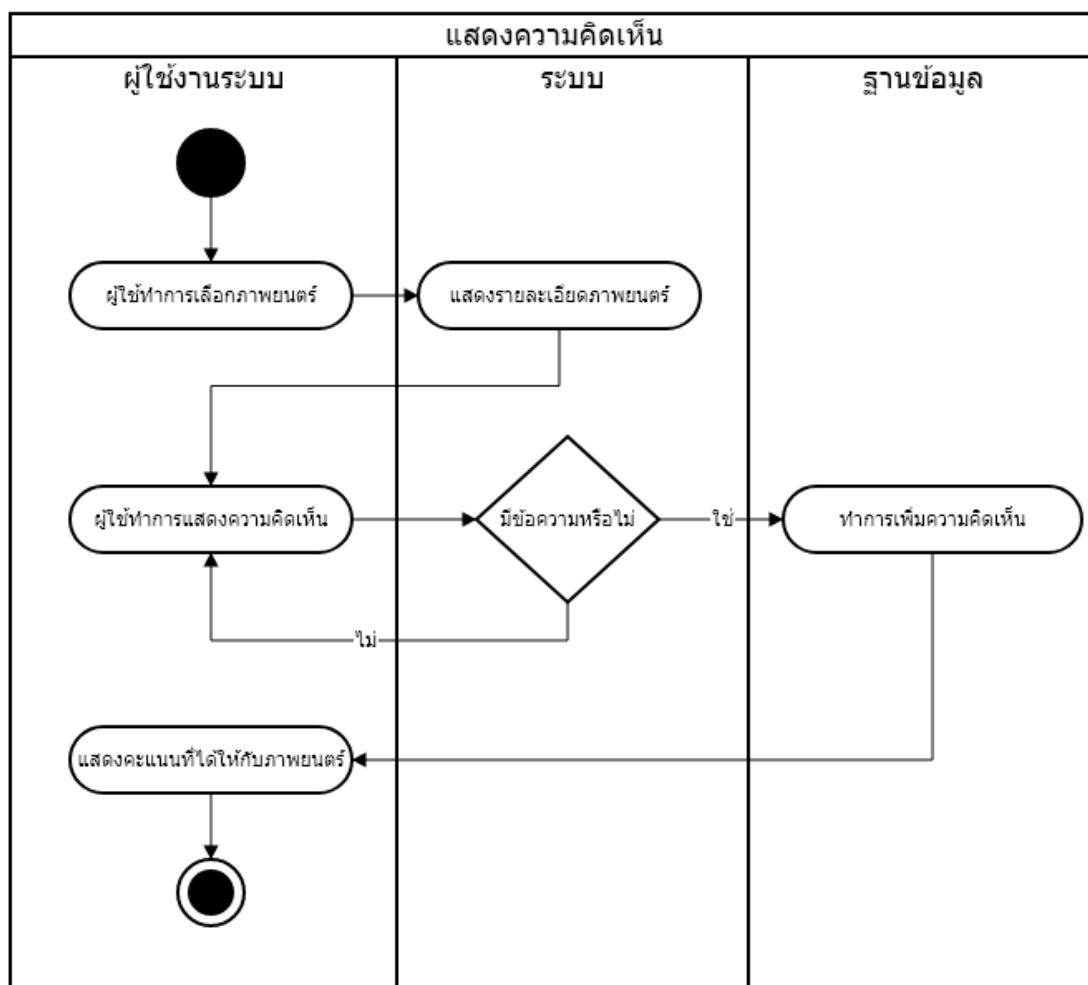 แสดงความคิดเห็น
ผู้ใช้งานระบบ
ระบบ
ฐานข้อมูล
ผู้ใช้ทำการเลือกภาพยนตร์
แสดงรายละเอียดภาพยนตร์
ผู้ใช้ทำการแสดงความคิดเห็น
มีข้อความหรือไม่
ใช่
ทำการเพิ่มความคิดเห็น
ไม่
แสดงคะแนนที่ได้ให้กับภาพยนตร์